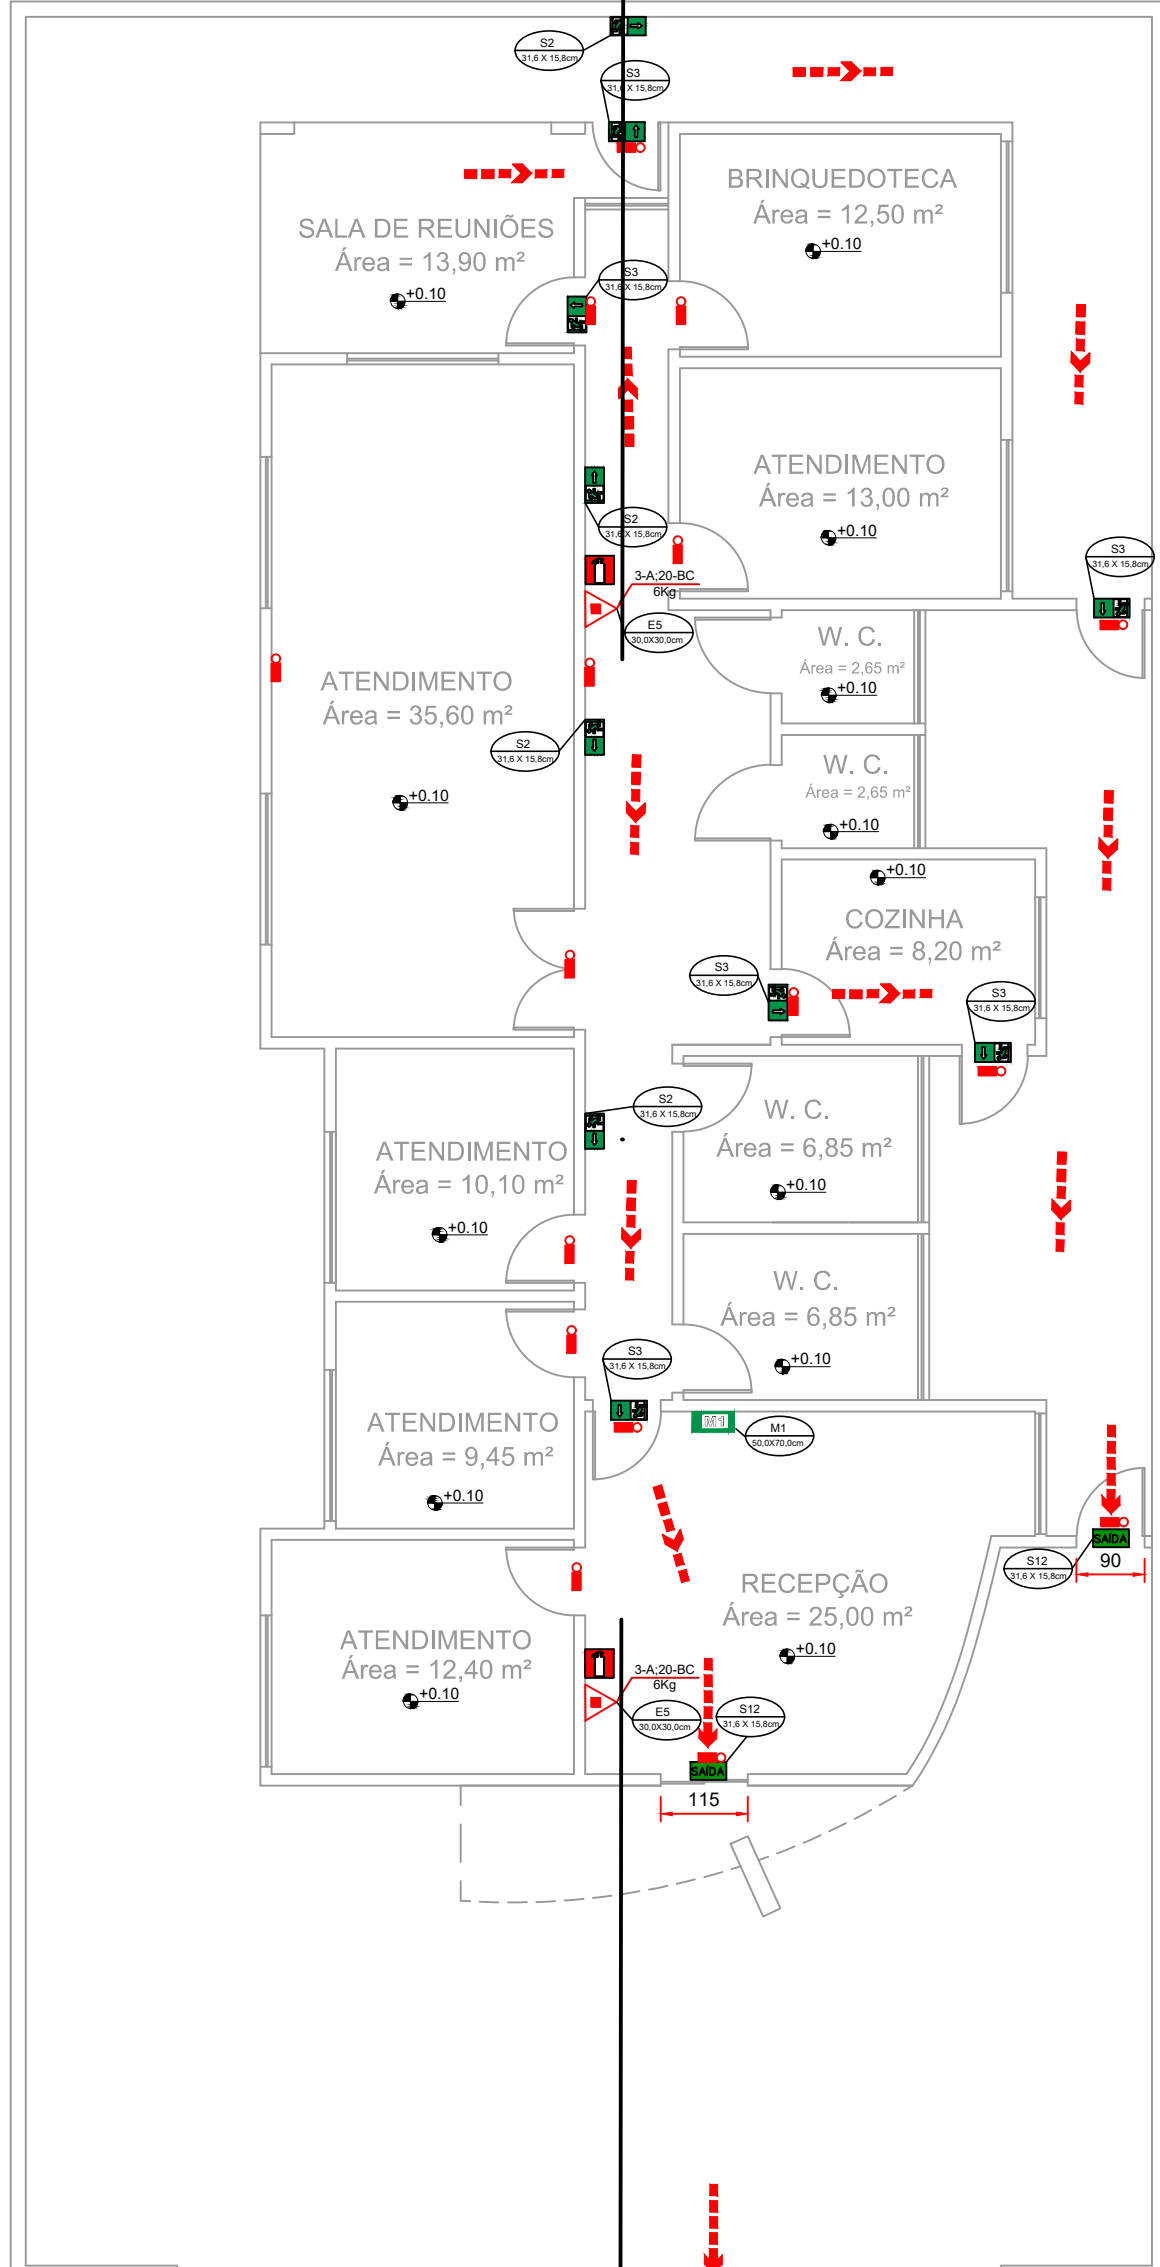 S2
31,6 X 15,8cm
S3
31,6 X 15,8cm
BRINQUEDOTECA
Área = 12,50 m²
+0.10
SALA DE REUNIÕES
Área = 13,90 m²
+0.10
S3
31,6 X 15,8cm
ATENDIMENTO
Área = 13,00 m²
+0.10
S2
31,6 X 15,8cm
S3
31,6 X 15,8cm
3-A;20-BC
6Kg
E5
30,0X30,0cm
W. C.
Área = 2,65 m²
+0.10
ATENDIMENTO
Área = 35,60 m²
+0.10
S2
31,6 X 15,8cm
W. C.
Área = 2,65 m²
+0.10
+0.10
COZINHA
Área = 8,20 m²
S3
31,6 X 15,8cm
S3
31,6 X 15,8cm
S2
31,6 X 15,8cm
W. C.
Área = 6,85 m²
+0.10
ATENDIMENTO
Área = 10,10 m²
+0.10
W. C.
Área = 6,85 m²
+0.10
S3
31,6 X 15,8cm
ATENDIMENTO
Área = 9,45 m²
+0.10
M1
M1
50,0X70,0cm
SAÍDA
S12
31,6 X 15,8cm
90
RECEPÇÃO
Área = 25,00 m²
+0.10
ATENDIMENTO
Área = 12,40 m²
+0.10
3-A;20-BC
6Kg
E5
30,0X30,0cm
S12
31,6 X 15,8cm
SAÍDA
115